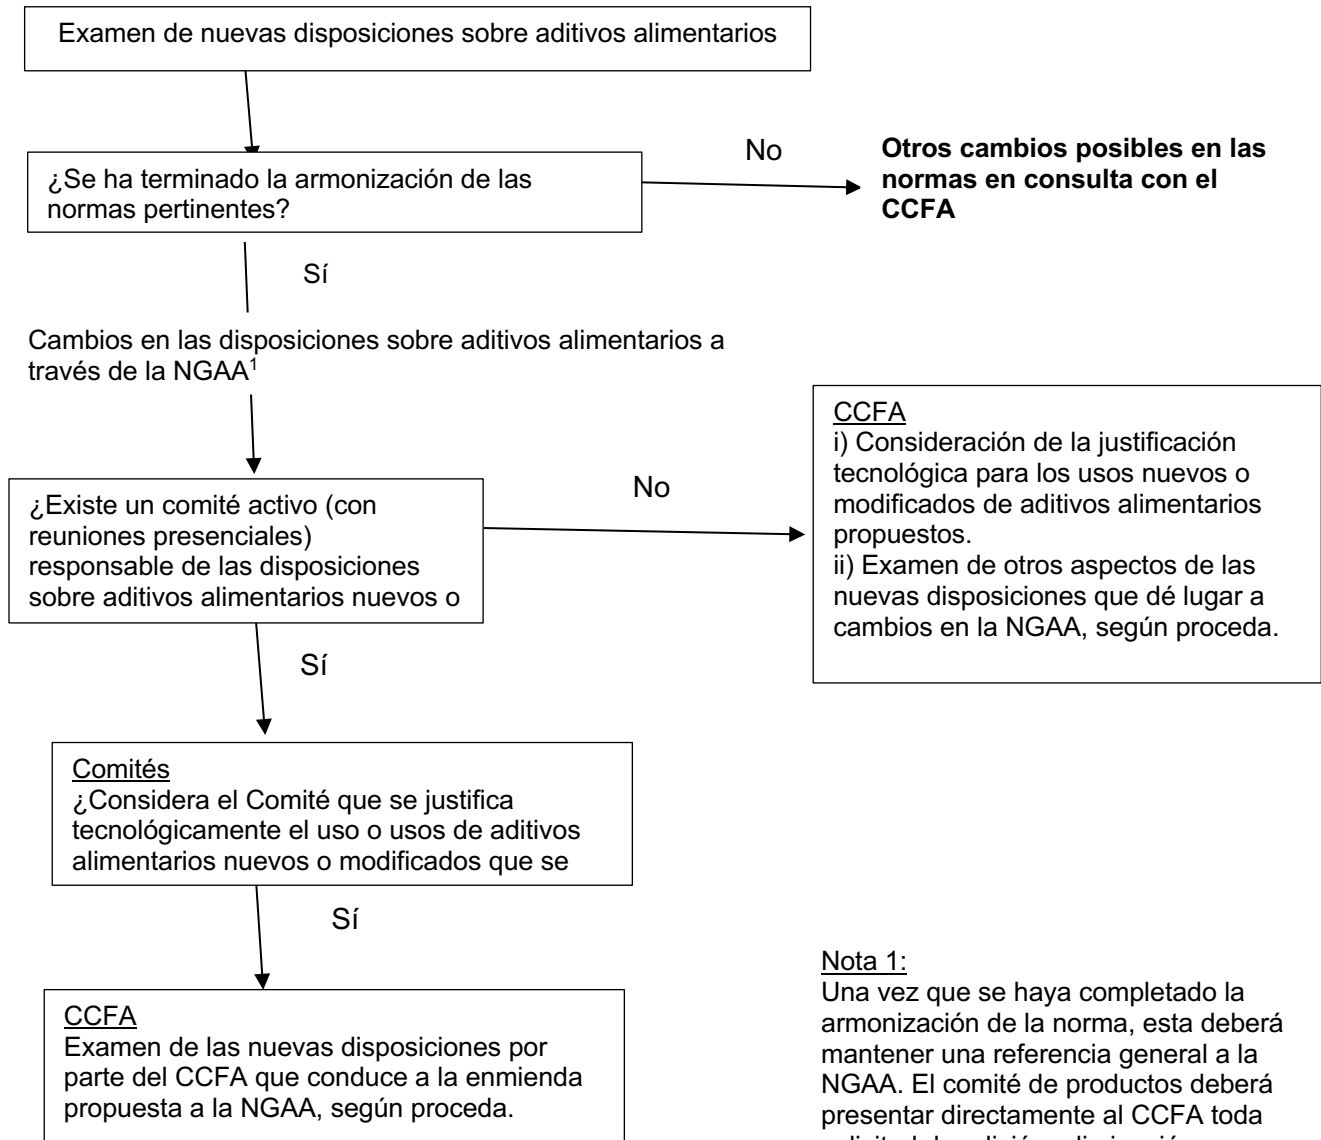 Examen de nuevas disposiciones sobre aditivos alimentarios
¿Se ha terminado la armonización de las
normas pertinentes?
No
Otros cambios posibles en las
normas en consulta con el
CCFA
Sí
Cambios en las disposiciones sobre aditivos alimentarios a
través de la NGAA¹
¿Existe un comité activo (con
reuniones presenciales)
responsable de las disposiciones
sobre aditivos alimentarios nuevos o
No
CCFA
i) Consideración de la justificación
tecnológica para los usos nuevos o
modificados de aditivos alimentarios
propuestos.
ii) Examen de otros aspectos de las
nuevas disposiciones que dé lugar a
cambios en la NGAA, según proceda.
Sí
Comités
¿Considera el Comité que se justifica
tecnológicamente el uso o usos de aditivos
alimentarios nuevos o modificados que se
Sí
CCFA
Examen de las nuevas disposiciones por
parte del CCFA que conduce a la enmienda
propuesta a la NGAA, según proceda.
Nota 1:
Una vez que se haya completado la
armonización de la norma, esta deberá
mantener una referencia general a la
NGAA. El comité de productos deberá
presentar directamente al CCFA toda